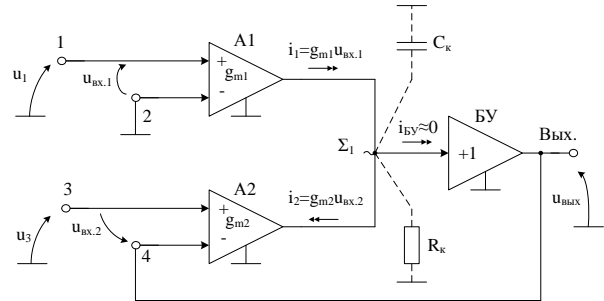 1
A1
i₁=gₘ₁uвх.1
Cк
u₁
uвх.1
+
gₘ₁
-
2
Σ₁
iБУ≈0
БУ
+1
Вых.
3
A2
i₂=gₘ₂uвх.2
u₃
uвх.2
+
gₘ₂
-
4
Rк
uвых